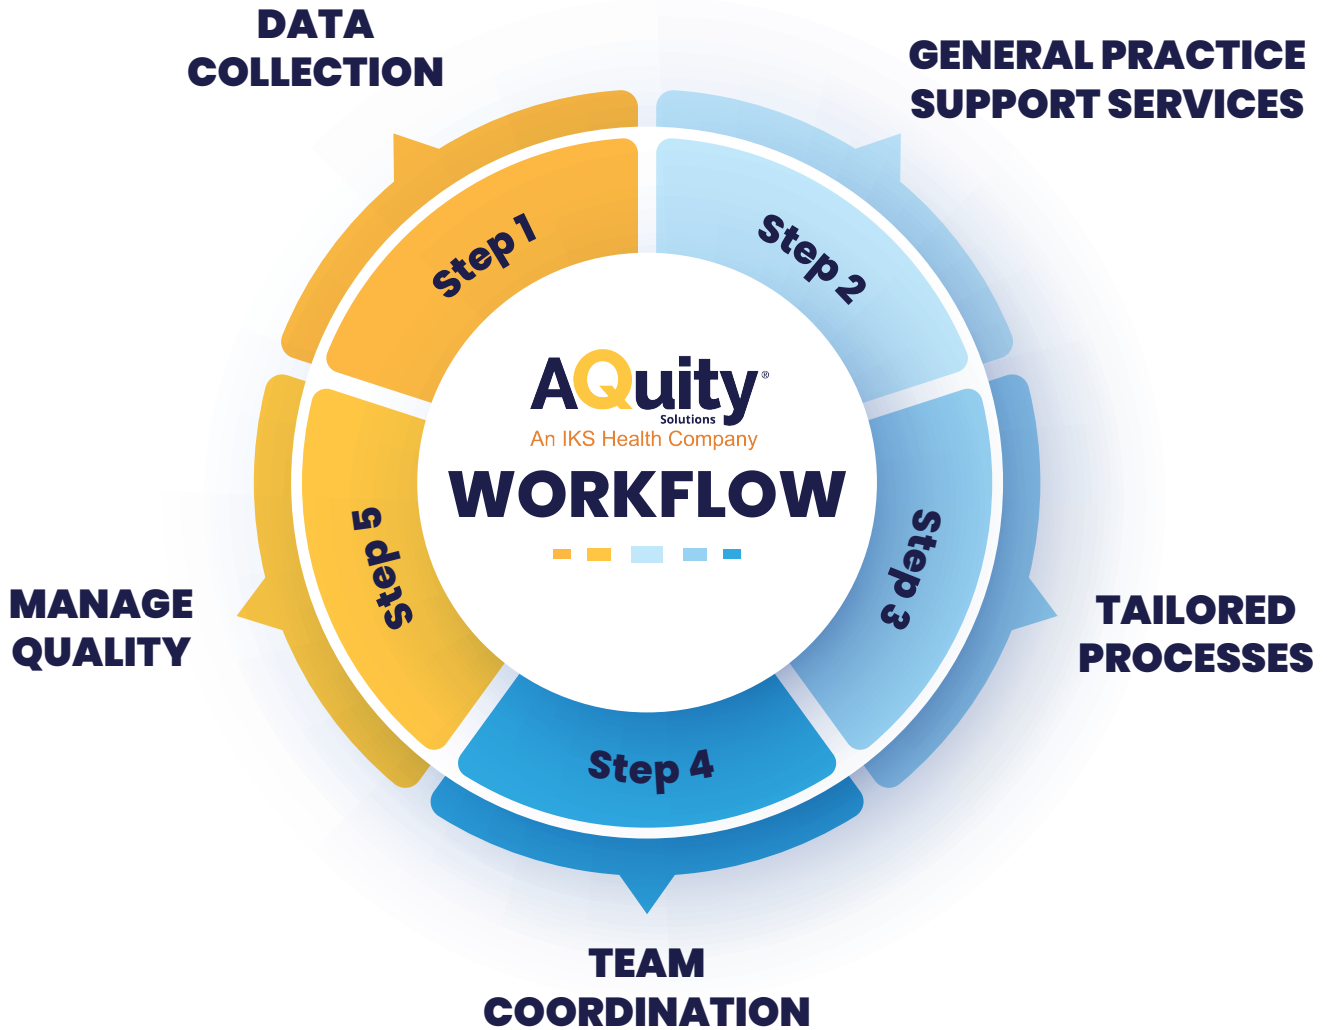 DATA
COLLECTION
GENERAL PRACTICE
SUPPORT SERVICES
Step 1
Step 2
AQuity®
Solutions
An IKS Health Company
WORKFLOW
Step 5
Step 3
MANAGE
QUALITY
TAILORED
PROCESSES
Step 4
TEAM
COORDINATION